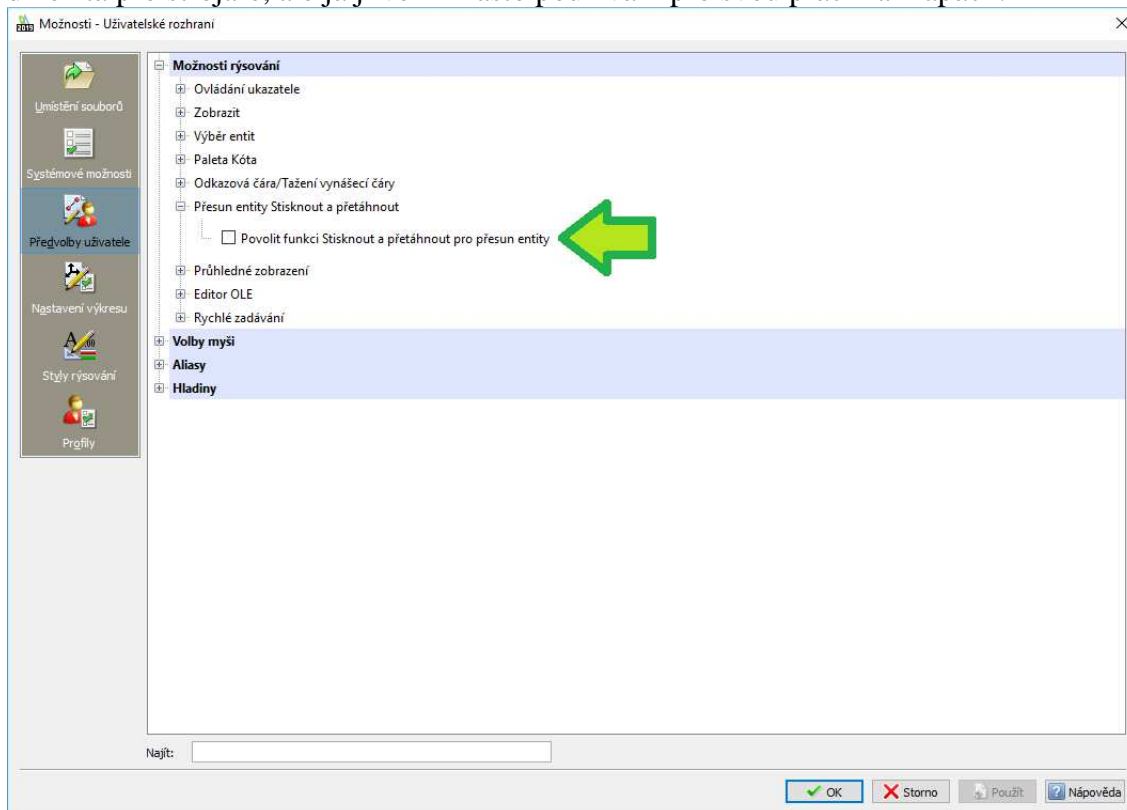 Možnosti - Uživatelské rozhraní
Umístění souborů
Systémové možnosti
Předvolby uživatele
Nastavení výkresu
Styly rýsování
Profily
Možnosti rýsování
Ovládání ukazatele
Zobrazit
Výběr entit
Paleta Kóta
Odkazová čára/Tažení vynášecí čáry
Přesun entity Stisknout a přetáhnout
Povolit funkci Stisknout a přetáhnout pro přesun entity
Průhledné zobrazení
Editor OLE
Rychlé zadávání
Volby myši
Aliasy
Hladiny
Najít:
OK
Storno
Použít
Nápověda